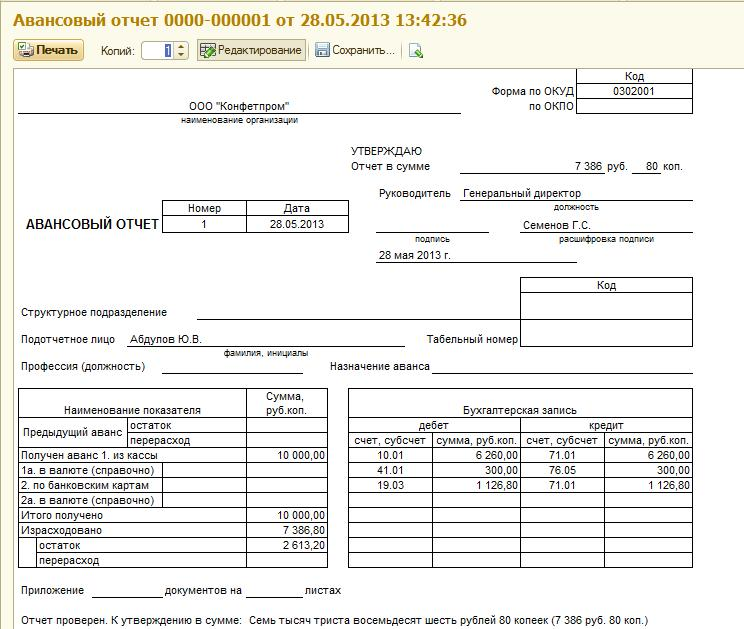 Авансовый отчет 0000-000001 от 28.05.2013 13:42:36
Печать Копий: 1 Редактирование Сохранить...
Код
Форма по ОКУД 0302001
по ОКПО
ООО "Конфетпром"
наименование организации
УТВЕРЖДАЮ
Отчет в сумме 7 386 руб. 80 коп.
Руководитель Генеральный директор
должность
Номер Дата
АВАНСОВЫЙ ОТЧЕТ 1 28.05.2013
Семенов Г.С.
подпись расшифровка подписи
28 мая 2013 г.
Код
Структурное подразделение
Подотчетное лицо Абдулов Ю.В. Табельный номер
фамилия, инициалы
Профессия (должность) Назначение аванса
Наименование показателя Сумма, руб.коп. Бухгалтерская запись
Предыдущий аванс остаток дебет кредит
перерасход счет, субсчет сумма, руб.коп. счет, субсчет сумма, руб.коп.
Получен аванс 1. из кассы 10 000,00 10.01 6 260,00 71.01 6 260,00
1а. в валюте (справочно) 41.01 300,00 76.05 300,00
2. по банковским картам 19.03 1 126,80 71.01 1 126,80
2а. в валюте (справочно)
Итого получено 10 000,00
Израсходовано 7 386,80
остаток 2 613,20
перерасход
Приложение документов на листах
Отчет проверен. К утверждению в сумме: Семь тысяч триста восемьдесят шесть рублей 80 копеек (7 386 руб. 80 коп.)